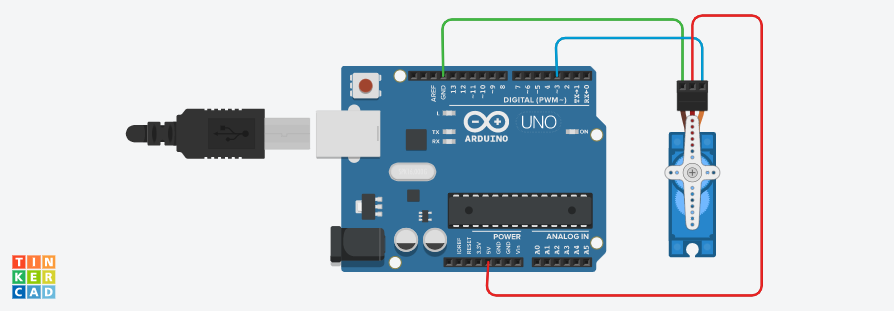 AREF
GND
13
12
~11
~10
~9
8
7
~6
~5
4
~3
2
TX→1
RX←0
DIGITAL (PWM~)
L
TX
RX
ARDUINO
UNO
ON
POWER
ANALOG IN
IOREF
RESET
3.3V
5V
GND
GND
Vin
A0
A1
A2
A3
A4
A5
TIN
KER
CAD